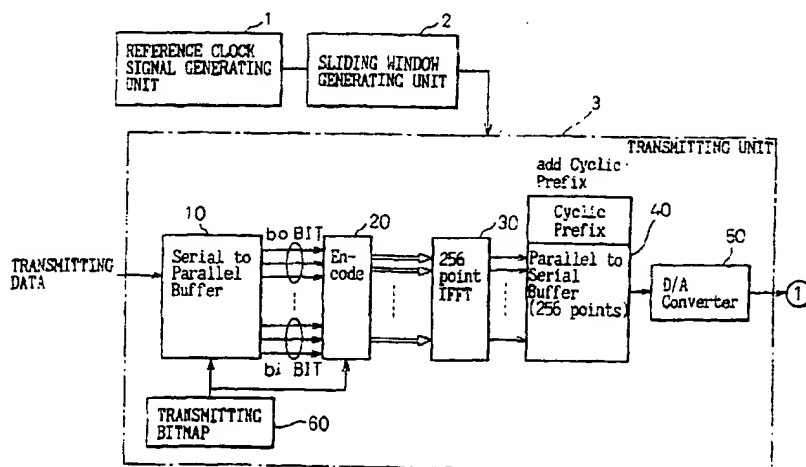 1
2
REFERENCE CLOCK
SIGNAL GENERATING
UNIT
SLIDING WINDOW
GENERATING UNIT
3
TRANSMITTING UNIT
add Cyclic
Prefix
10
bo BIT
20
30
Cyclic
Prefix
40
50
TRANSMITTING
DATA
Serial to
Parallel
Buffer
En-
code
256
point
IFFT
Parallel to
Serial
Buffer
(256 points)
D/A
Converter
1
bi BIT
TRANSMITTING
BITMAP
60